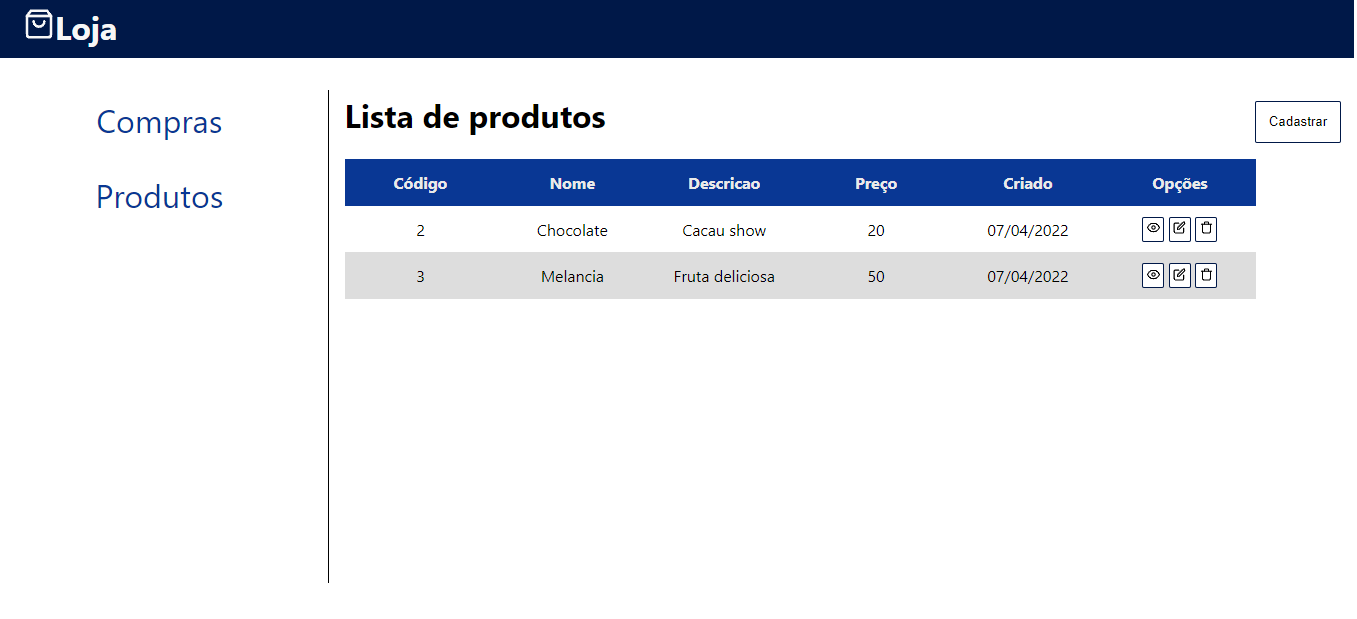 Loja
Compras
Produtos
Lista de produtos
Cadastrar
Código Nome Descricao Preço Criado Opções
2 Chocolate Cacau show 20 07/04/2022
3 Melancia Fruta deliciosa 50 07/04/2022